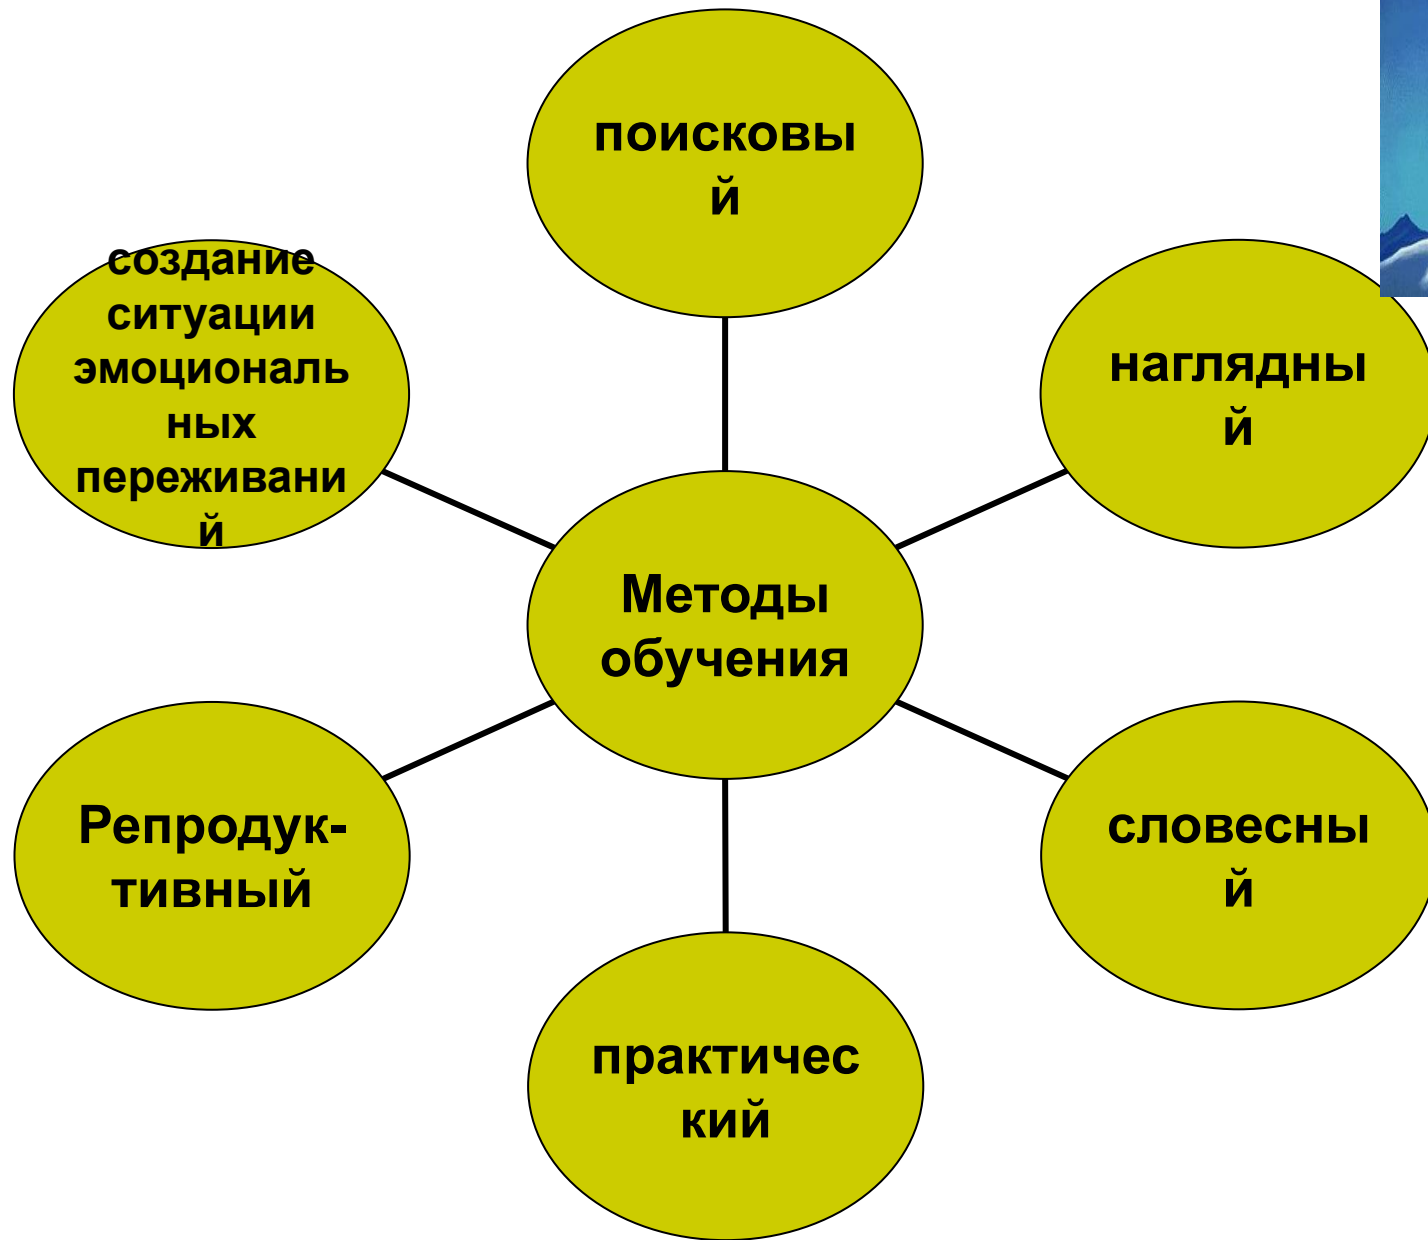 поисковы
й
создание
ситуации
эмоциональ
ных
переживани
й
наглядны
й
Методы
обучения
Репродук-
тивный
словесны
й
практичес
кий